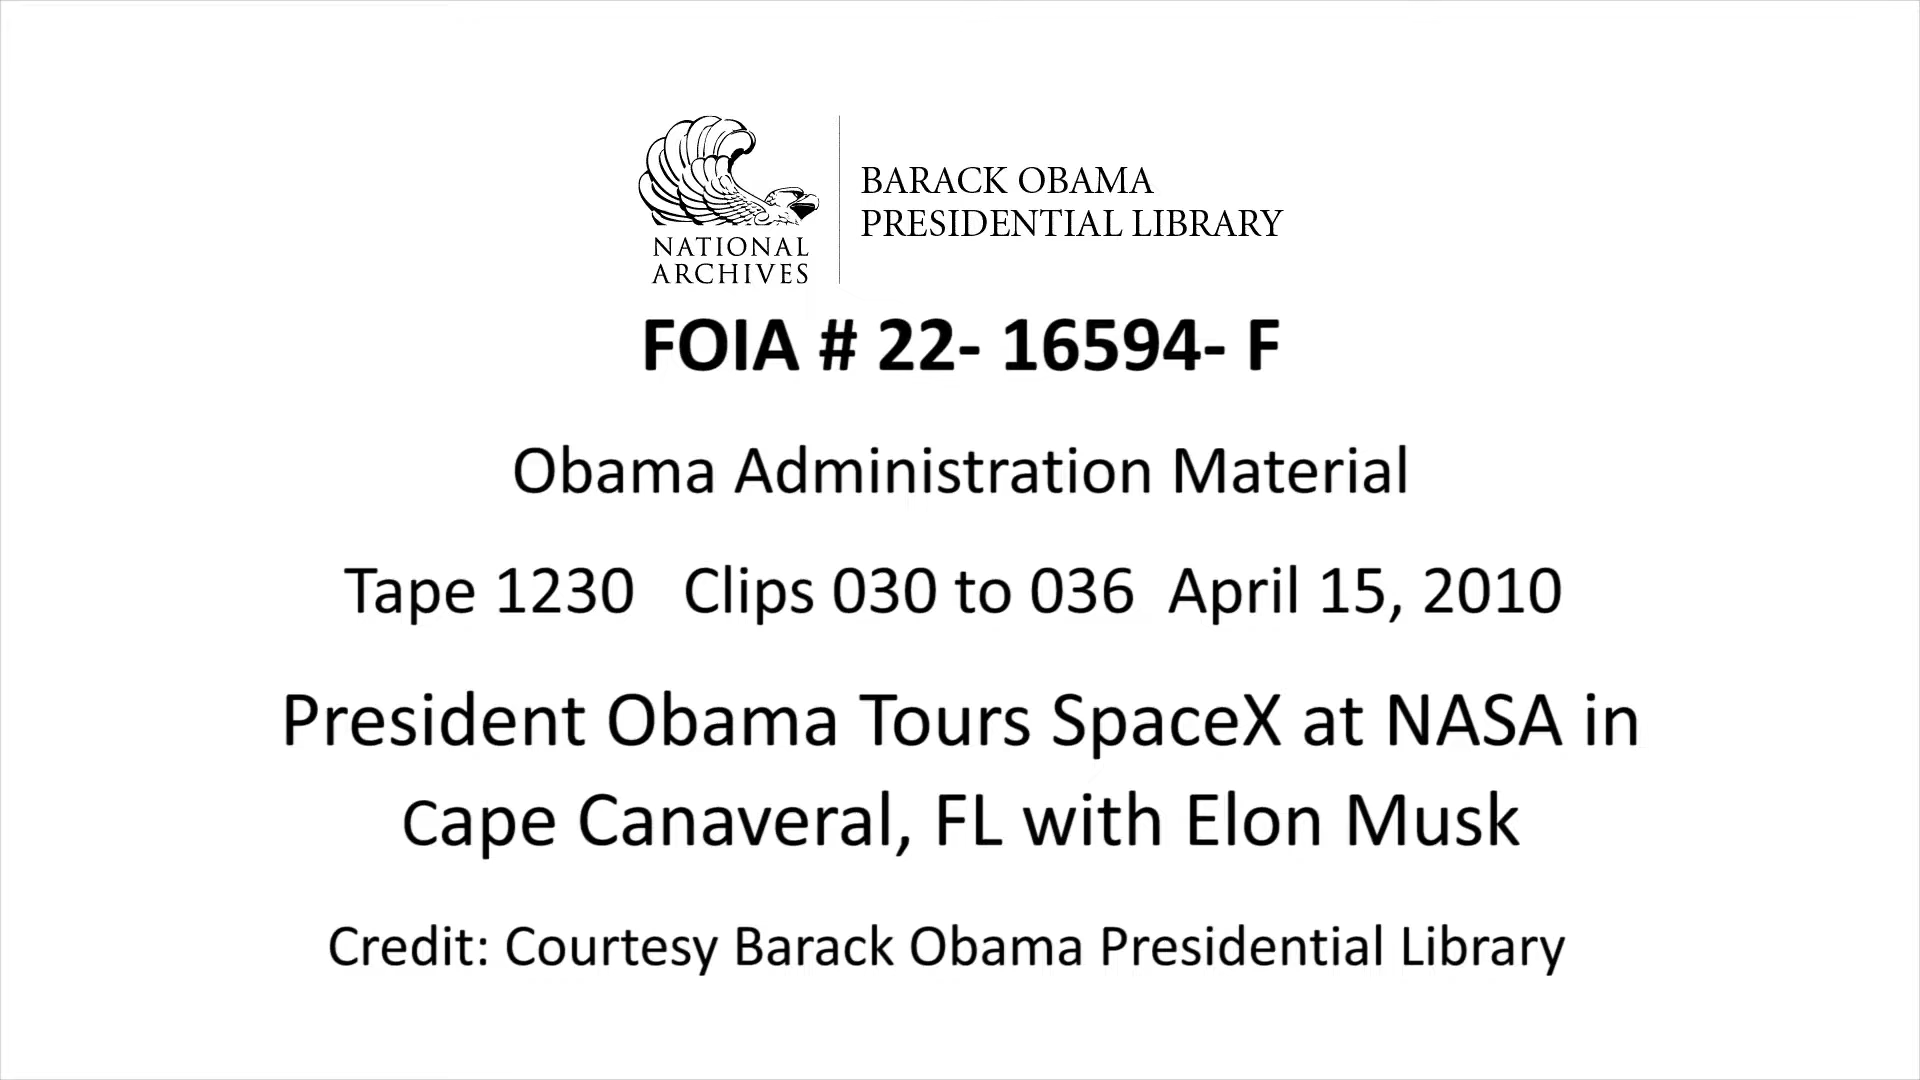 NATIONAL
ARCHIVES
BARACK OBAMA
PRESIDENTIAL LIBRARY
FOIA # 22- 16594- F
Obama Administration Material
Tape 1230 Clips 030 to 036 April 15, 2010
President Obama Tours SpaceX at NASA in
Cape Canaveral, FL with Elon Musk
Credit: Courtesy Barack Obama Presidential Library